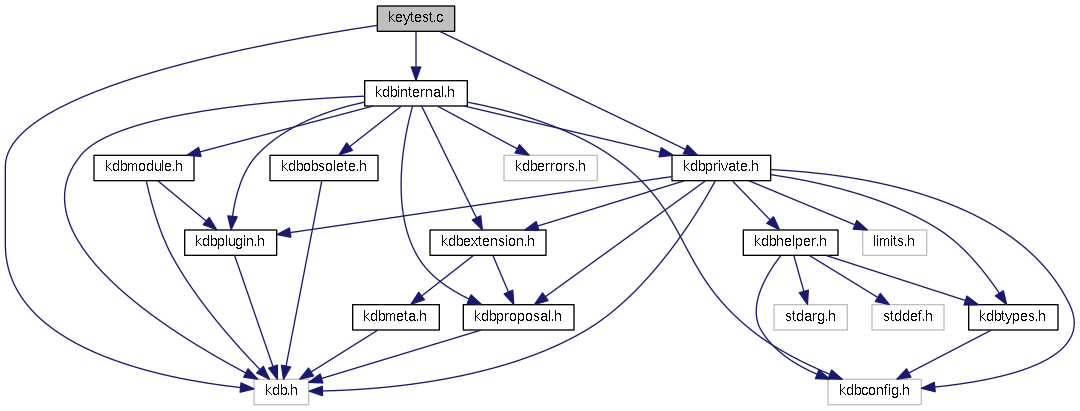 keytest.c
kdbinternal.h
kdbmodule.h
kdbobsolete.h
kdberrors.h
kdbprivate.h
kdbplugin.h
kdbextension.h
kdbhelper.h
limits.h
kdbmeta.h
kdbproposal.h
stdarg.h
stddef.h
kdbtypes.h
kdb.h
kdbconfig.h